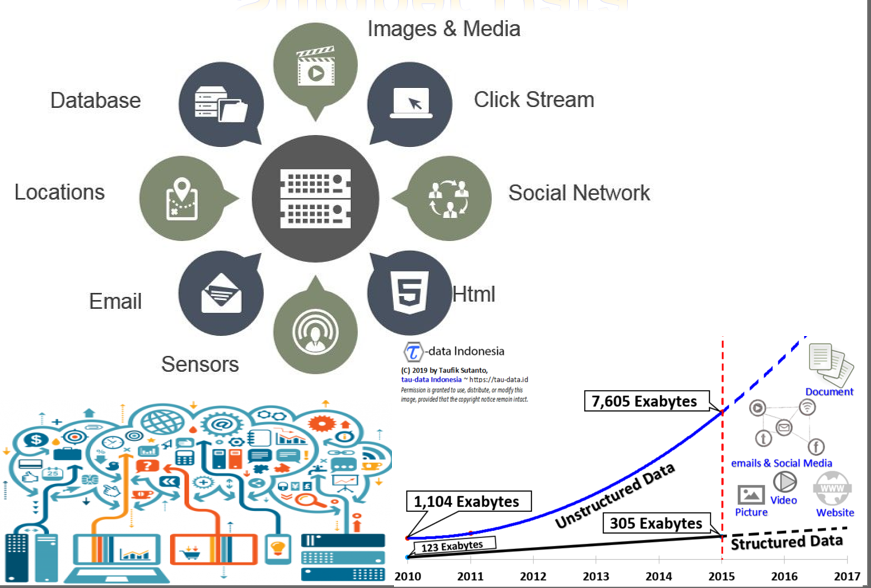 Images & Media
Database
Click Stream
Locations
Social Network
Email
Html
Sensors
-data Indonesia
(C) 2019 by Taufik Sutanto,
tau-data Indonesia ~ https://tau-data.id
Permission is granted to use, distribute, or modify this
image, provided that the copyright notice remain intact.
7,605 Exabytes
Document
emails & Social Media
1,104 Exabytes
Unstructured Data
www
Picture
Video
Website
305 Exabytes
123 Exabytes
Structured Data
2010 2011 2012 2013 2014 2015 2016 2017